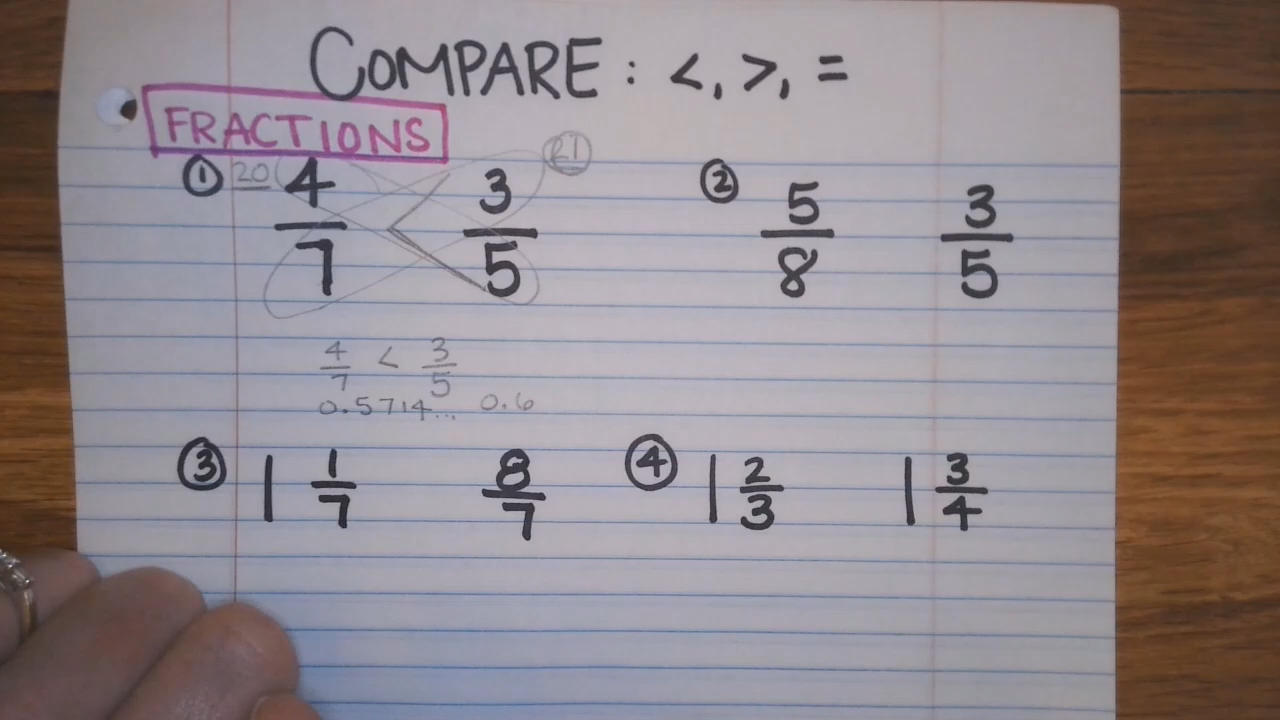 COMPARE : <, >, =
FRACTIONS
① 20 4/7 < 3/5 21
② 5/8 3/5
4/7 < 3/5
0.5714... 0.6
③ 1 1/7 8/7
④ 1 2/3 1 3/4